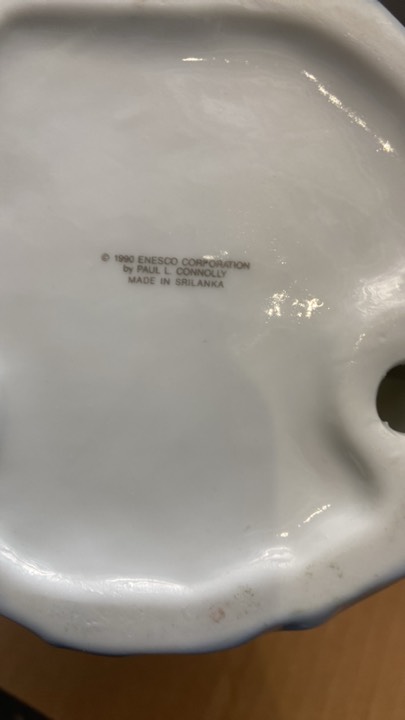 © 1990 ENESCO CORPORATION
by PAUL L. CONNOLLY
MADE IN SRILANKA